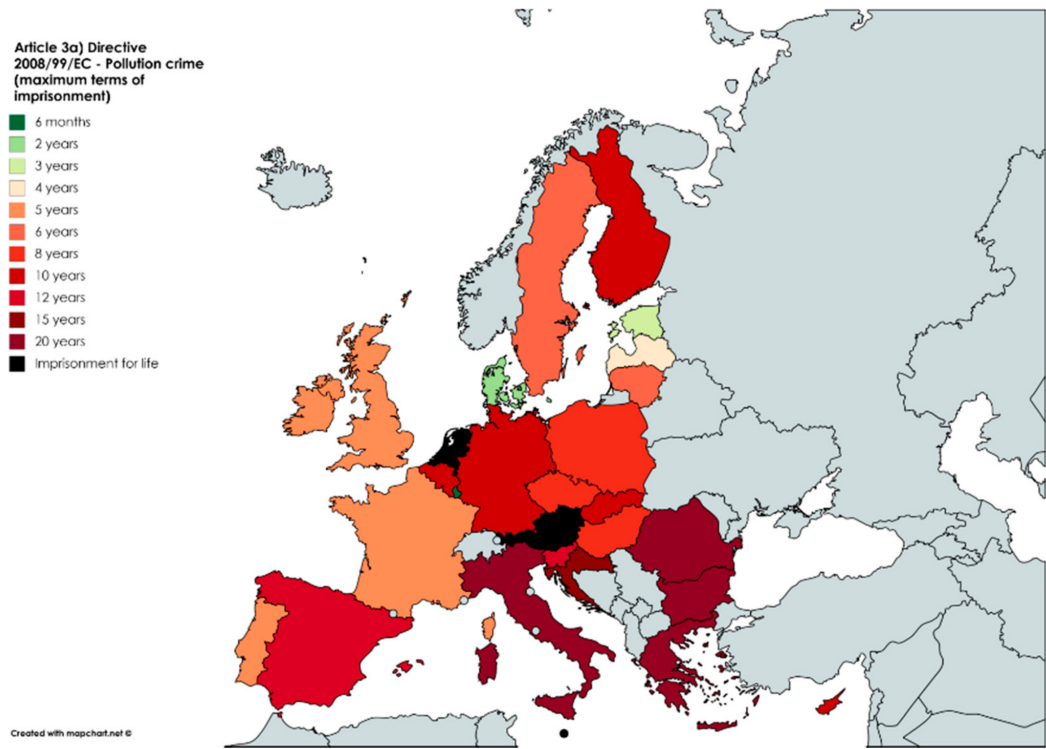 Article 3a) Directive
2008/99/EC - Pollution crime
(maximum terms of
imprisonment)
6 months
2 years
3 years
4 years
5 years
6 years
8 years
10 years
12 years
15 years
20 years
Imprisonment for life
Created with mapchart.net ©